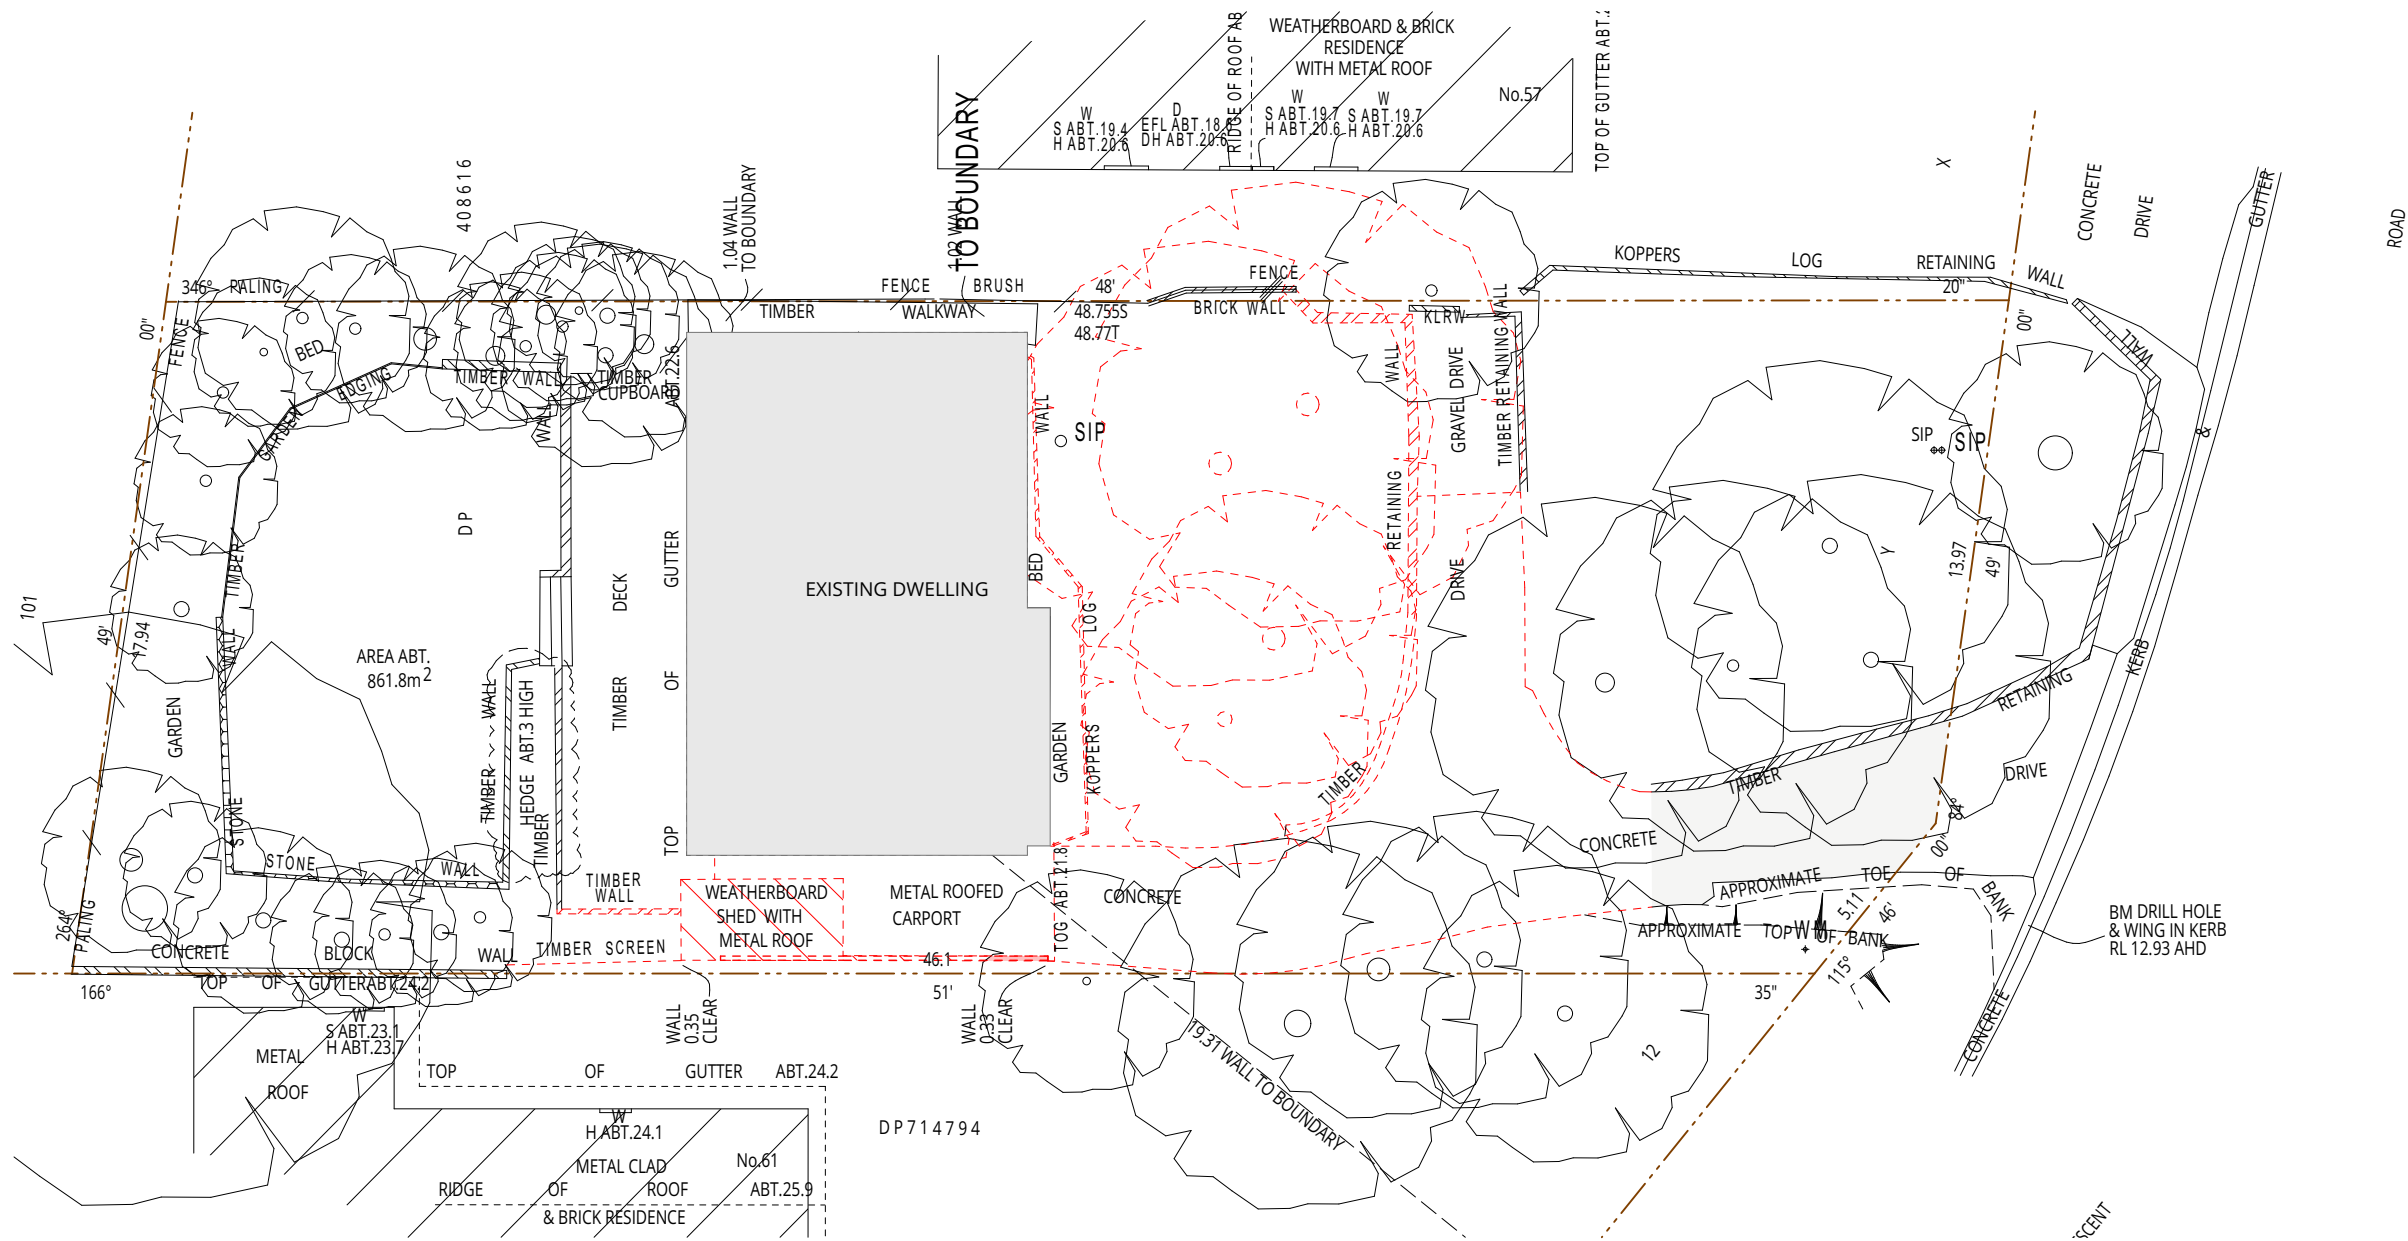 WEATHERBOARD & BRICK
RESIDENCE
WITH METAL ROOF
No.57
W
S ABT.19.4
H ABT.20.6
D
EFL ABT.18.6
DH ABT.20.6
RIDGE OF ROOF AB
W
S ABT.19.7
H ABT.20.6
W
S ABT.19.7
H ABT.20.6
TOP OF GUTTER ABT.
408616
1.04 WALL
TO BOUNDARY
1.02 WALL
TO BOUNDARY
X
CONCRETE
DRIVE
GUTTER
ROAD
346°
PALING
FENCE
BRUSH
48'
FENCE
KOPPERS
LOG
RETAINING
WALL
20"
00"
FENCE
TIMBER
WALKWAY
48.755S
48.77T
BRICK WALL
KLRW
00"
WALL
BED
EDGING
GARDEN
TIMBER WALL
TIMBER
CUPBOARD
ABT.22.6
WALL
WALL
SIP
WALL
GRAVEL DRIVE
TIMBER RETAINING WALL
SIP
SIP
&
DP
GUTTER
DECK
EXISTING DWELLING
BED
RETAINING
DRIVE
Y
13.97
49'
101
49'
17.94
TIMBER
WALL
AREA ABT.
861.8m2
WALL
TIMBER
HEDGE ABT.3 HIGH
TIMBER
TIMBER
OF
LOG
KERB
RETAINING
GARDEN
GARDEN
KOPPERS
TIMBER
TIMBER
DRIVE
STONE
TOP
CONCRETE
84°
00"
STONE
WALL
TIMBER
WALL
WEATHERBOARD
SHED WITH
METAL ROOF
METAL ROOFED
CARPORT
TOG ABT.21.8
CONCRETE
APPROXIMATE
TOE
OF
BANK
5.11
46'
APPROXIMATE
TOP
OF
BANK
WM
BM DRILL HOLE
& WING IN KERB
RL 12.93 AHD
264°
PALING
CONCRETE
BLOCK
WALL
TIMBER SCREEN
46.1
115°
166°
TOP
OF
GUTTERABT.24.2
51'
35"
WALL
0.35
CLEAR
WALL
0.33
CLEAR
CONCRETE
W
S ABT.23.1
H ABT.23.7
METAL
ROOF
TOP
OF
GUTTER
ABT.24.2
19.31 WALL TO BOUNDARY
12
W
H ABT.24.1
DP714794
METAL CLAD
No.61
RIDGE
OF
ROOF
ABT.25.9
& BRICK RESIDENCE
SCENT